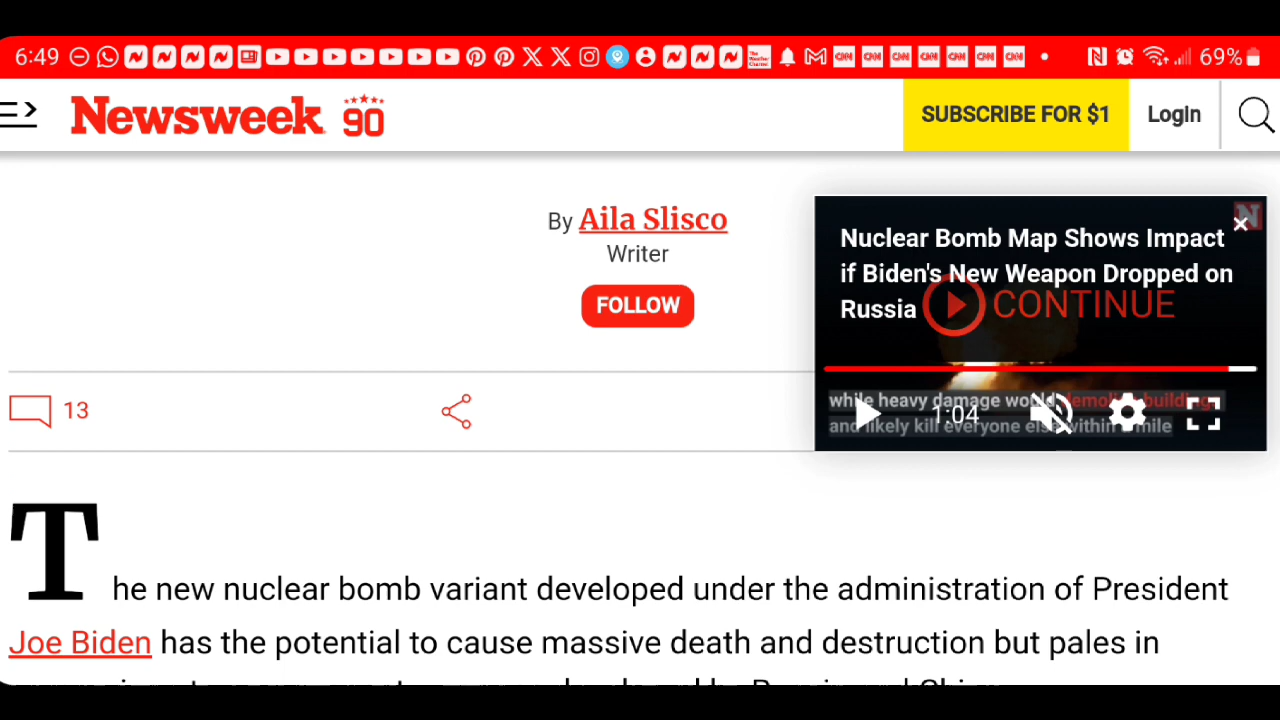 6:49
69%
Newsweek 90
SUBSCRIBE FOR $1
Login
By Aila Slisco
Writer
FOLLOW
Nuclear Bomb Map Shows Impact
if Biden's New Weapon Dropped on
Russia
CONTINUE
while heavy damage would demolish buildings
and likely kill everyone else within a mile
1:04
13
The new nuclear bomb variant developed under the administration of President
Joe Biden has the potential to cause massive death and destruction but pales in